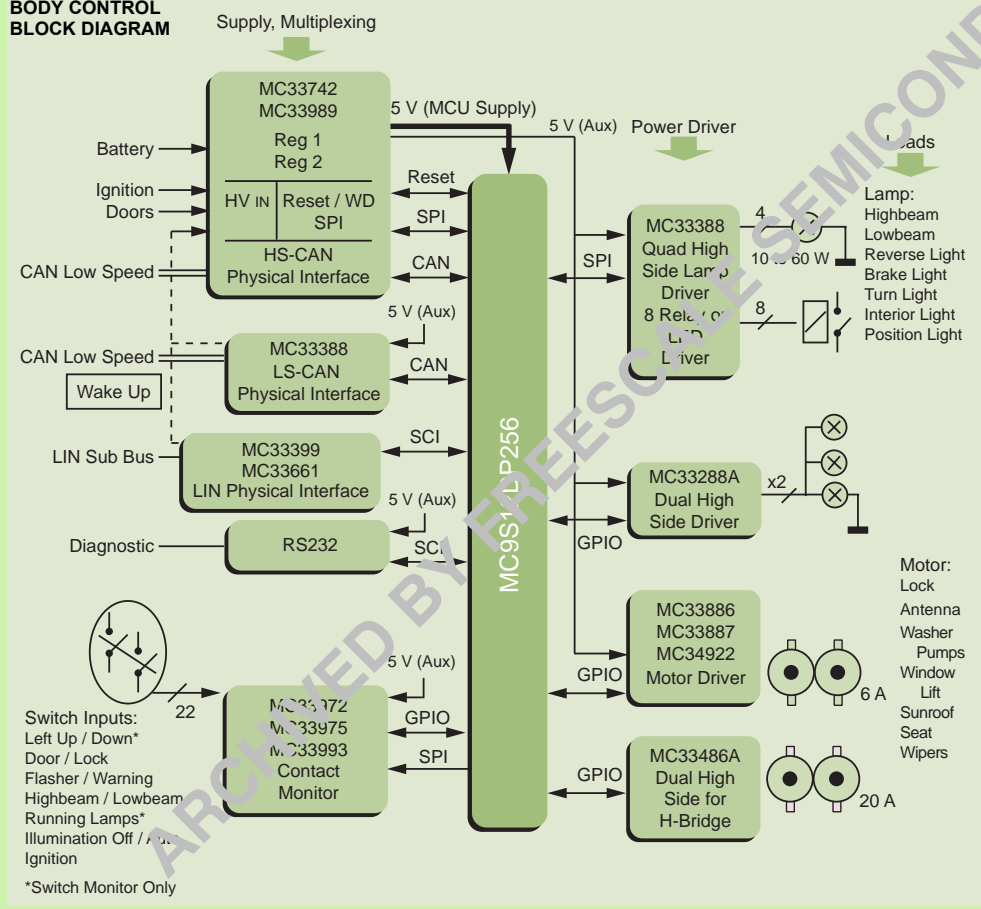 BODY CONTROL
BLOCK DIAGRAM
Supply, Multiplexing
MC33742
MC33989
Reg 1
Reg 2
HV IN
Reset / WD
SPI
HS-CAN
Physical Interface
Battery
Ignition
Doors
CAN Low Speed
5 V (MCU Supply)
5 V (Aux)
Reset
SPI
CAN
5 V (Aux)
CAN Low Speed
Wake Up
MC33388
LS-CAN
Physical Interface
CAN
LIN Sub Bus
MC33399
MC33661
LIN Physical Interface
SCI
5 V (Aux)
Diagnostic
RS232
SCI
22
5 V (Aux)
MC33972
MC33975
MC33993
Contact
Monitor
GPIO
SPI
Switch Inputs:
Left Up / Down*
Door / Lock
Flasher / Warning
Highbeam / Lowbeam
Running Lamps*
Illumination Off / Auto
Ignition
*Switch Monitor Only
MC9S12DP256
Power Driver
Loads
SPI
MC33388
Quad High
Side Lamp
Driver
8 Relay or
LED
Driver
4
10 to 60 W
8
Lamp:
Highbeam
Lowbeam
Reverse Light
Brake Light
Turn Light
Interior Light
Position Light
GPIO
MC33288A
Dual High
Side Driver
x2
GPIO
MC33886
MC33887
MC34922
Motor Driver
6 A
Motor:
Lock
Antenna
Washer
Pumps
Window
Lift
Sunroof
Seat
Wipers
GPIO
MC33486A
Dual High
Side for
H-Bridge
20 A
ARCHIVED BY FREESCALE SEMICOND